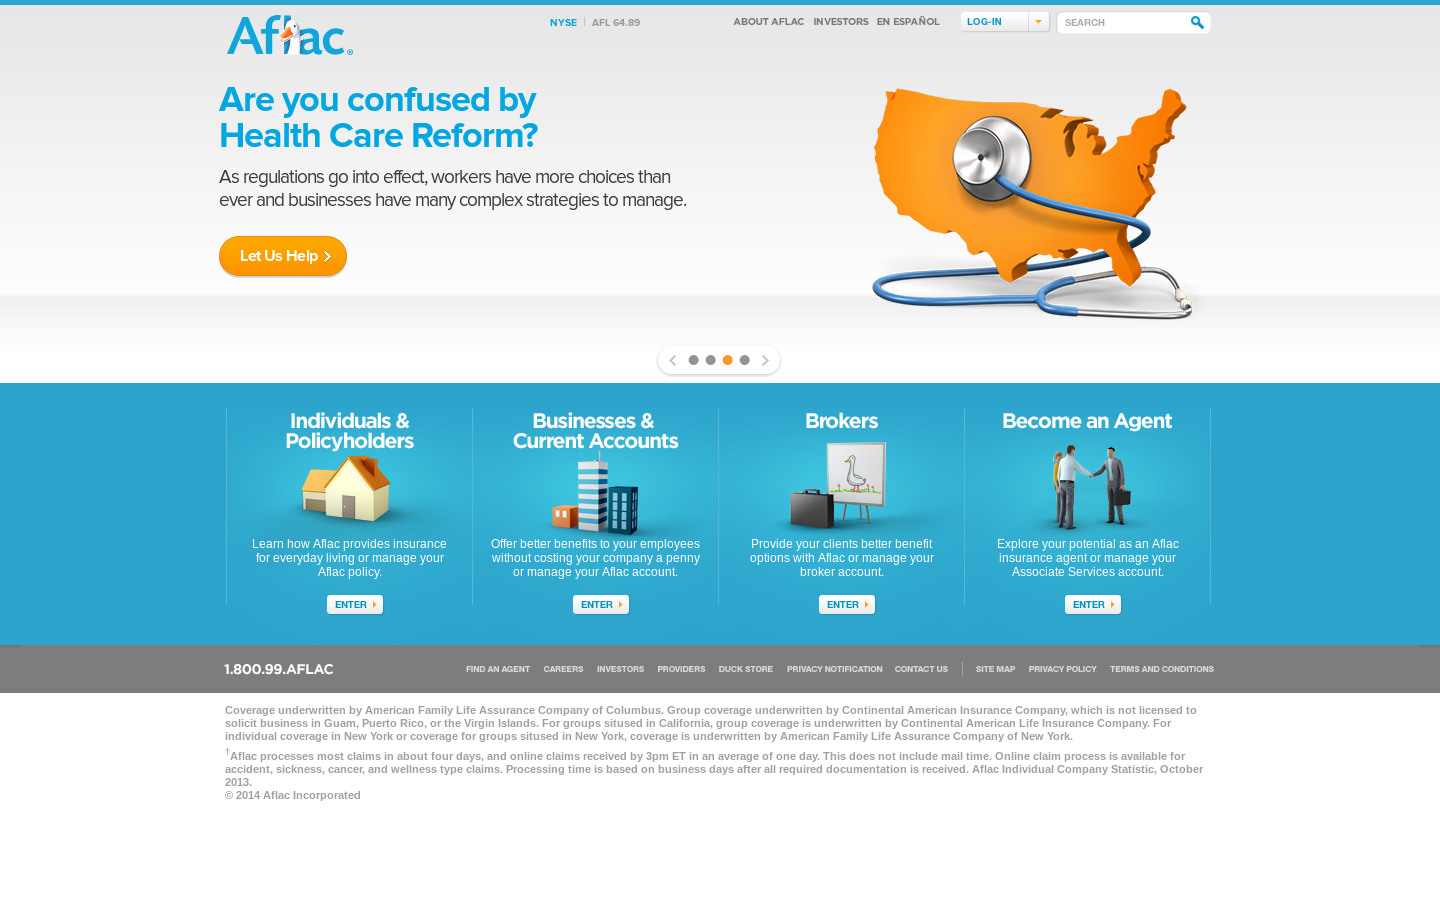 Aflac®
NYSE AFL 64.89
ABOUT AFLAC INVESTORS EN ESPAÑOL
LOG-IN
SEARCH
Are you confused by
Health Care Reform?
As regulations go into effect, workers have more choices than
ever and businesses have many complex strategies to manage.
Let Us Help
Individuals &
Policyholders
Learn how Aflac provides insurance
for everyday living or manage your
Aflac policy.
ENTER
Businesses &
Current Accounts
Offer better benefits to your employees
without costing your company a penny
or manage your Aflac account.
ENTER
Brokers
Provide your clients better benefit
options with Aflac or manage your
broker account.
ENTER
Become an Agent
Explore your potential as an Aflac
insurance agent or manage your
Associate Services account.
ENTER
1.800.99.AFLAC
FIND AN AGENT CAREERS INVESTORS PROVIDERS DUCK STORE PRIVACY NOTIFICATION CONTACT US SITE MAP PRIVACY POLICY TERMS AND CONDITIONS
Coverage underwritten by American Family Life Assurance Company of Columbus. Group coverage underwritten by Continental American Insurance Company, which is not licensed to
solicit business in Guam, Puerto Rico, or the Virgin Islands. For groups sitused in California, group coverage is underwritten by Continental American Life Insurance Company. For
individual coverage in New York or coverage for groups sitused in New York, coverage is underwritten by American Family Life Assurance Company of New York.
†Aflac processes most claims in about four days, and online claims received by 3pm ET in an average of one day. This does not include mail time. Online claim process is available for
accident, sickness, cancer, and wellness type claims. Processing time is based on business days after all required documentation is received. Aflac Individual Company Statistic, October
2013.
© 2014 Aflac Incorporated